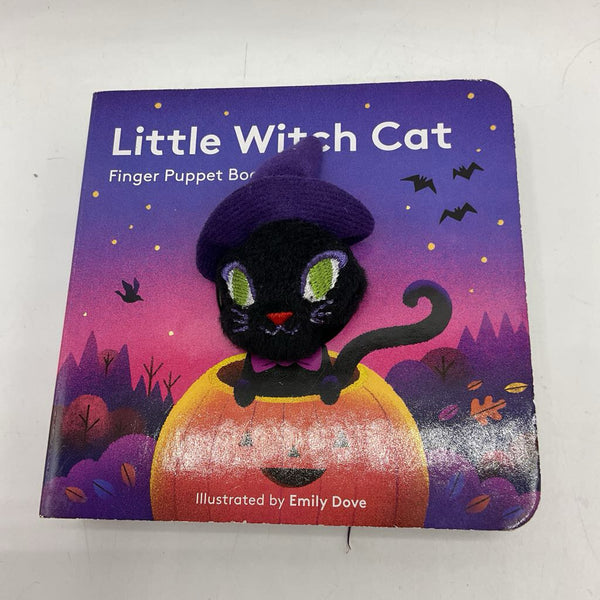 Little Witch Cat
Finger Puppet Boo
Illustrated by Emily Dove